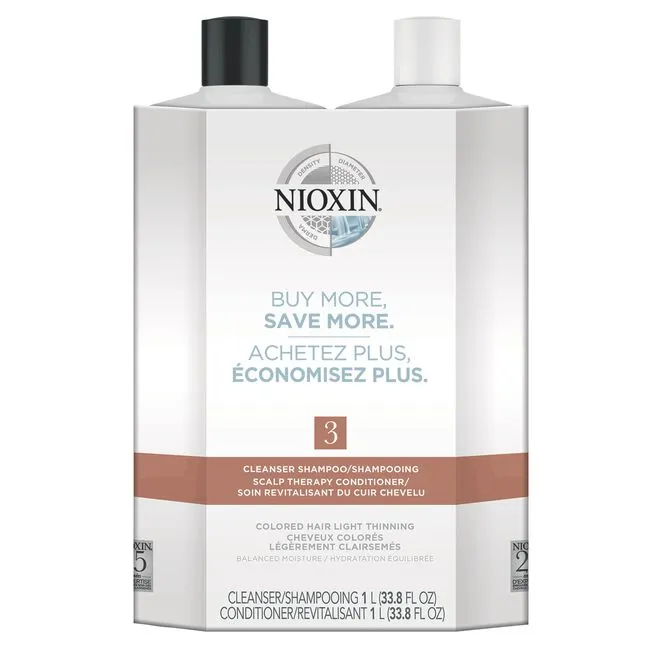 DENSITY
DIAMETER
NIOXIN.
DERMA
BUY MORE,
SAVE MORE.
ACHETEZ PLUS,
ÉCONOMISEZ PLUS.
3
CLEANSER SHAMPOO/SHAMPOOING
SCALP THERAPY CONDITIONER/
SOIN REVITALISANT DU CUIR CHEVELU
COLORED HAIR LIGHT THINNING
CHEVEUX COLORÉS
LÉGÈREMENT CLAIRSEMÉS
BALANCED MOISTURE / HYDRATATION ÉQUILIBRÉE
CLEANSER/SHAMPOOING 1 L (33.8 FL OZ)
CONDITIONER/REVITALISANT 1 L (33.8 FL OZ)